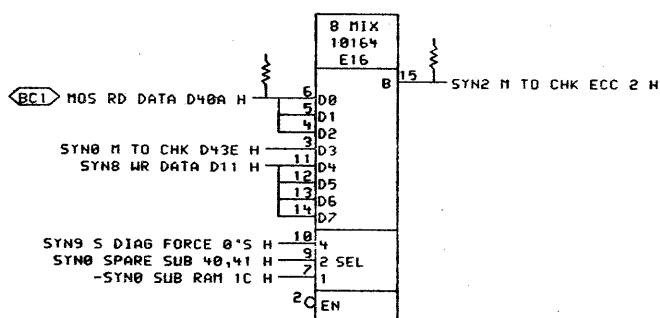 8 MIX
10164
E16
B 15 SYN2 M TO CHK ECC 2 H
BC1 MOS RD DATA D40A H 6 D0
5 D1
4 D2
SYN0 M TO CHK D43E H 3 D3
SYN8 WR DATA D11 H 11 D4
12 D5
13 D6
14 D7
SYN9 S DIAG FORCE 0'S H 10 4
SYN0 SPARE SUB 40,41 H 9 2 SEL
-SYN0 SUB RAM 1C H 7 1
2 EN